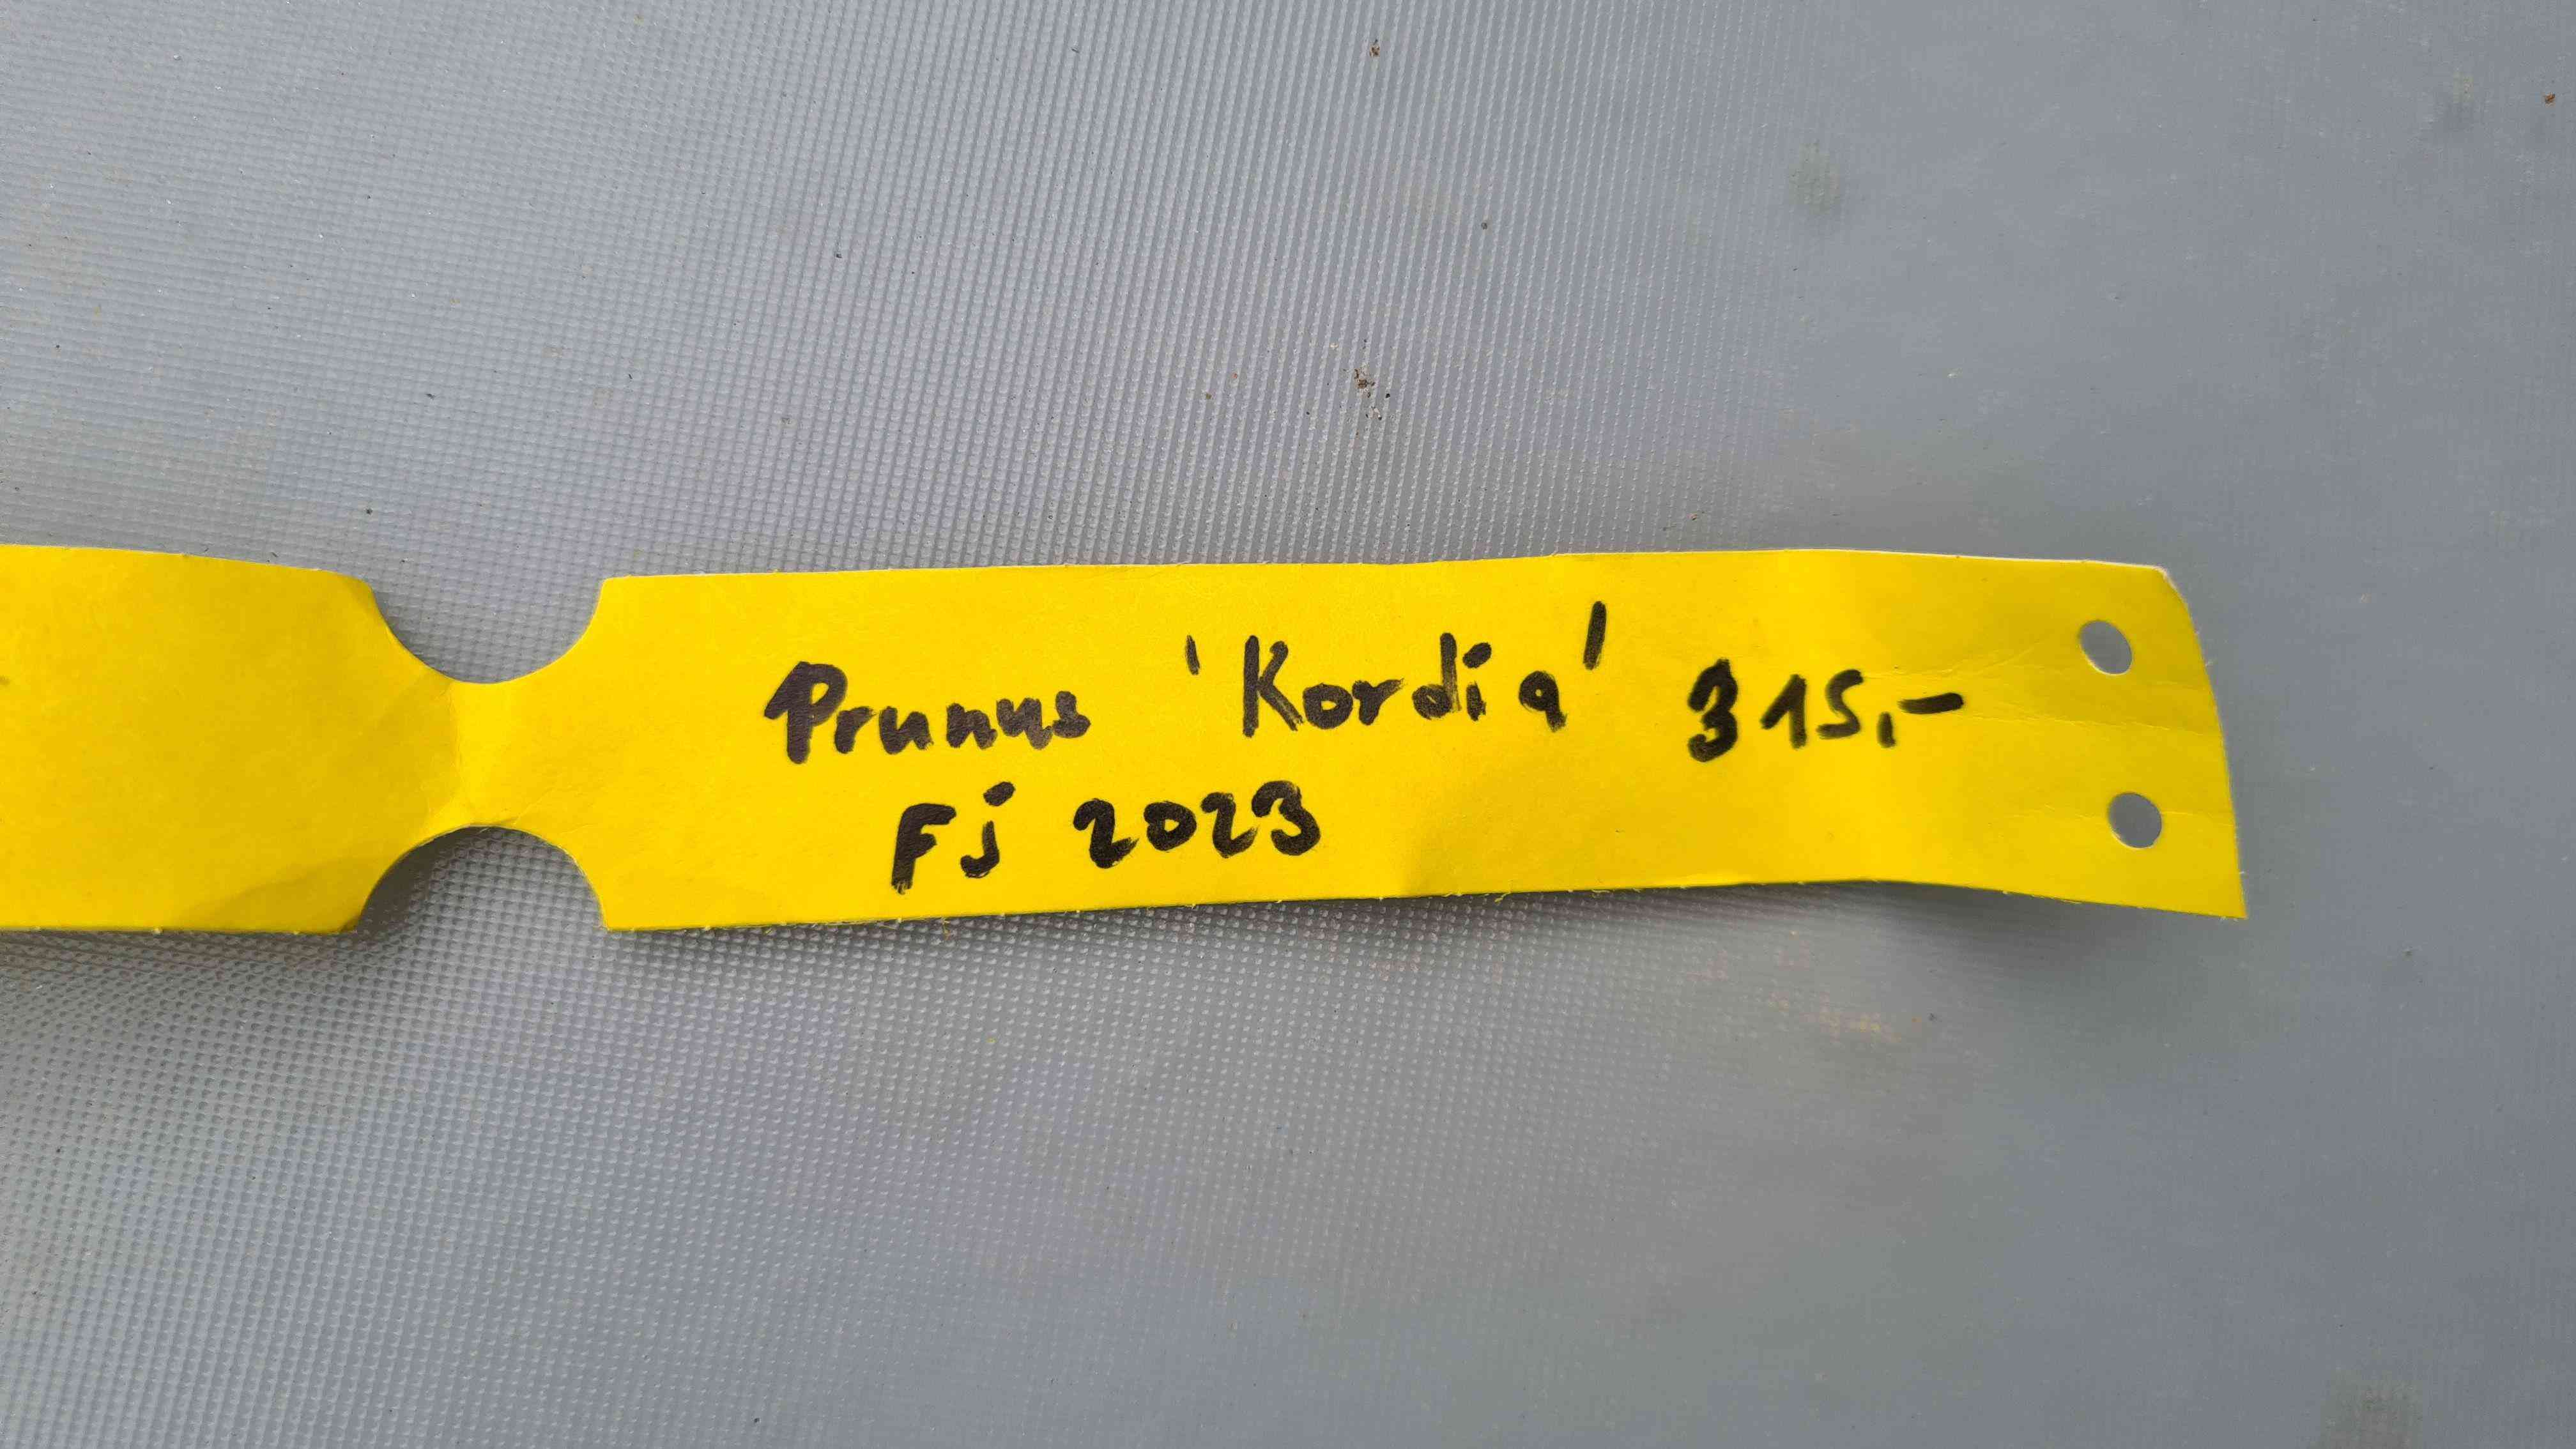 Prunus 'Kordia' 315,-
Fj 2023